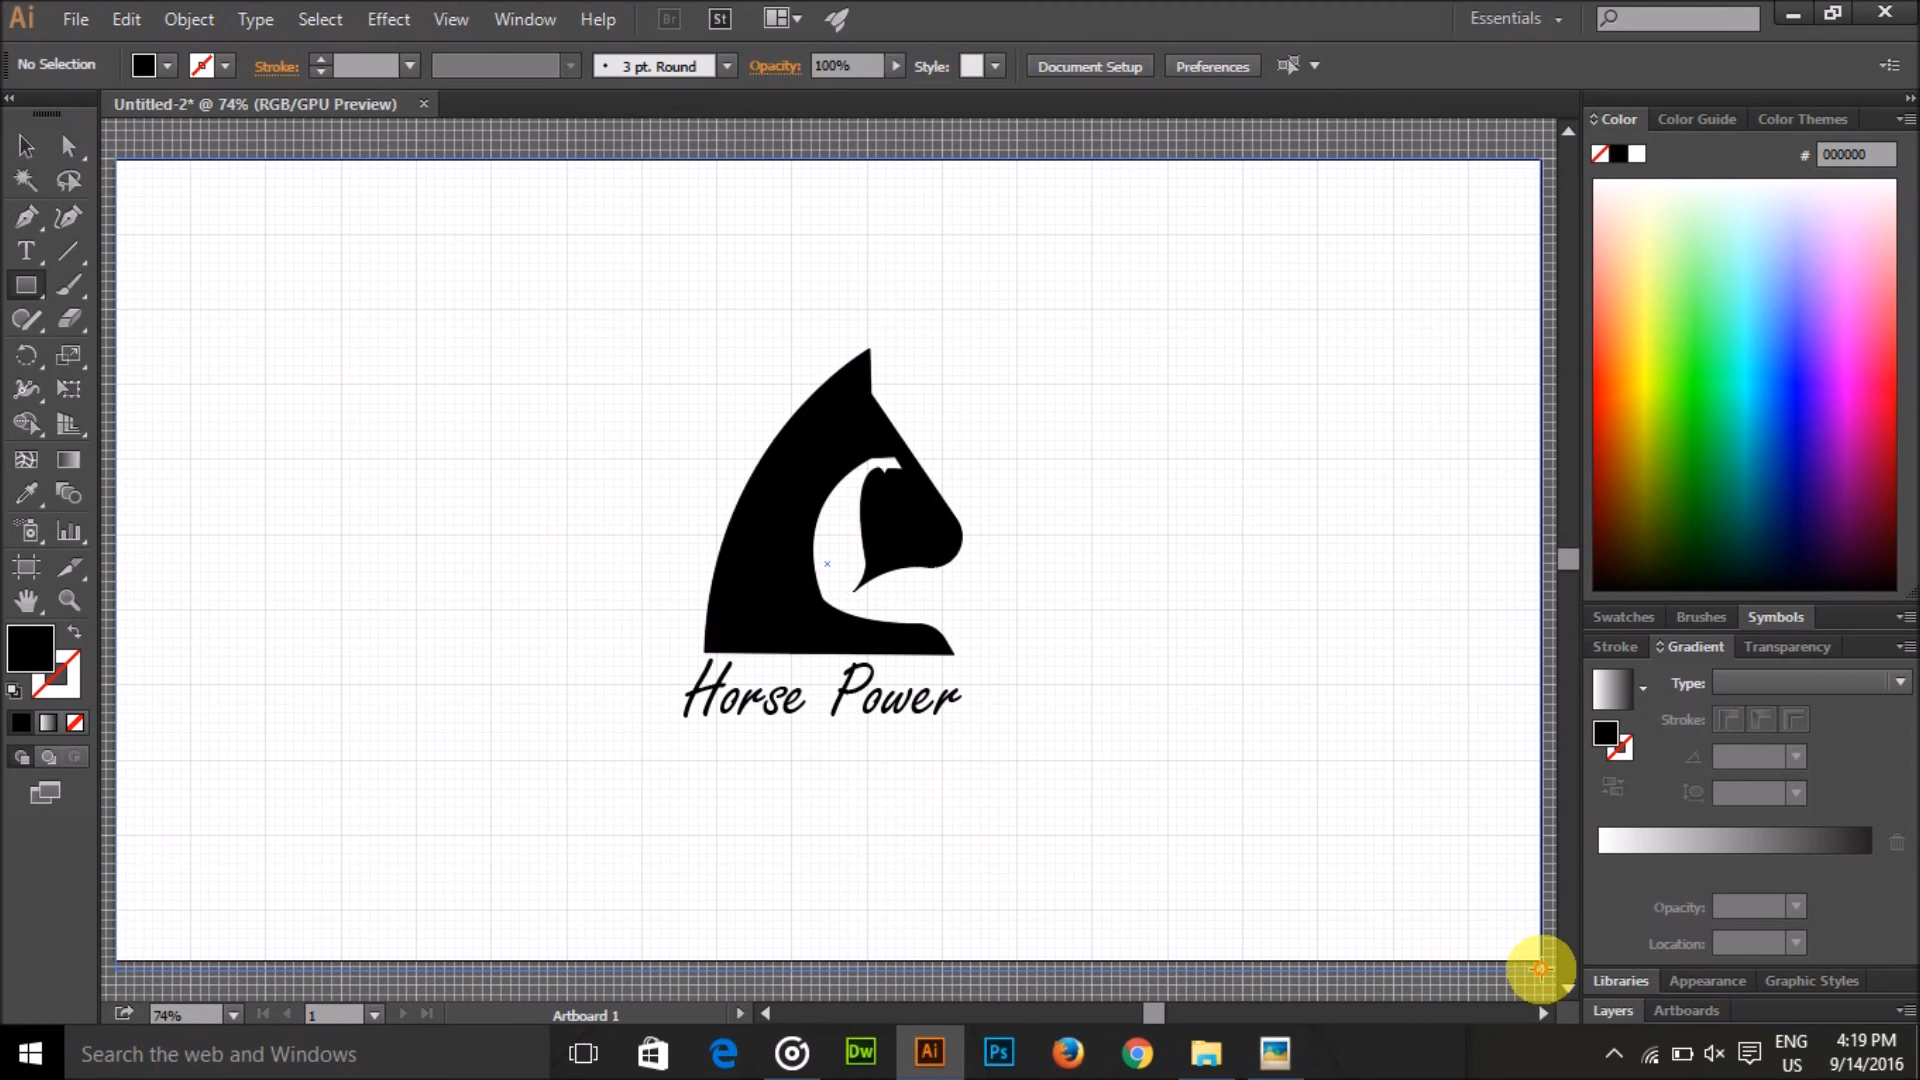 Ai File Edit Object Type Select Effect View Window Help Br St Essentials
No Selection Stroke: 3 pt. Round Opacity: 100% Style: Document Setup Preferences
Untitled-2* @ 74% (RGB/GPU Preview)
Color Color Guide Color Themes
# 000000
T
Horse Power
Swatches Brushes Symbols
Stroke Gradient Transparency
Type:
Stroke:
Opacity:
Location:
Libraries Appearance Graphic Styles
Layers Artboards
74% 1 Artboard 1
Search the web and Windows
Dw Ai Ps
ENG
US
4:19 PM
9/14/2016